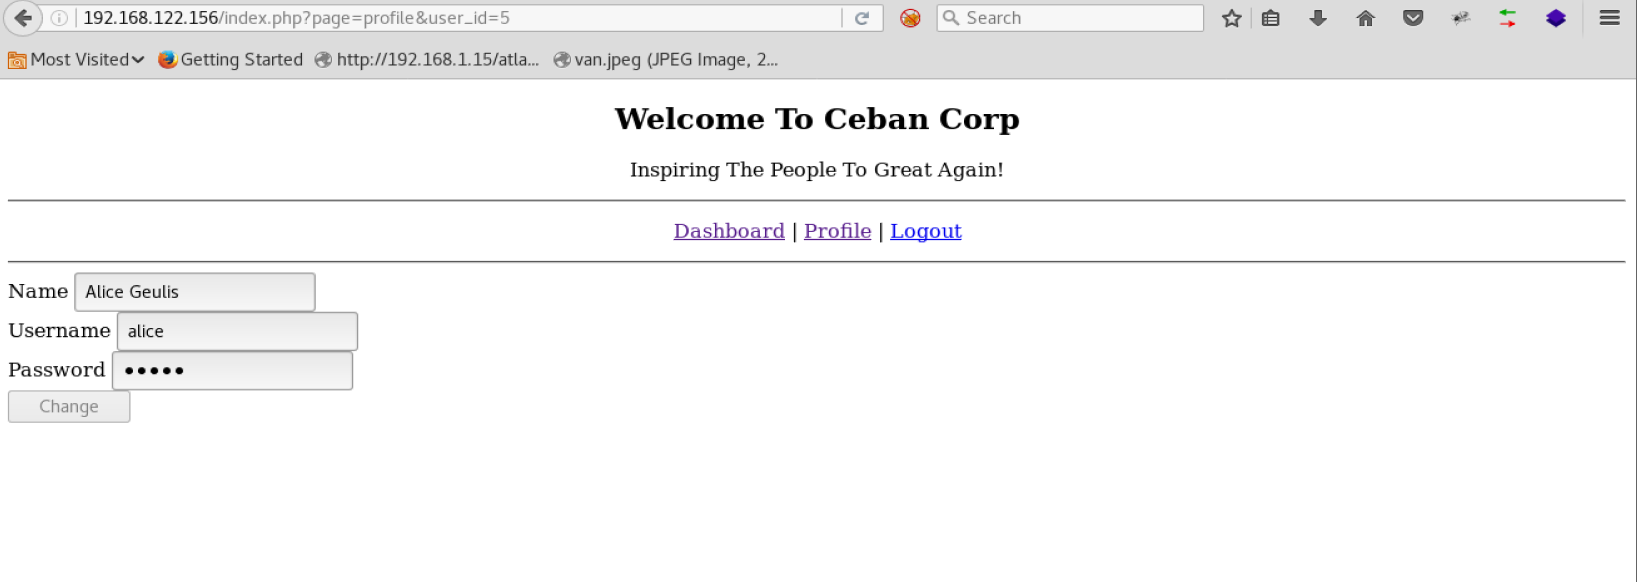 192.168.122.156/index.php?page=profile&user_id=5 Search
Most Visited Getting Started http://192.168.1.15/atla... van.jpeg (JPEG Image, 2...
Welcome To Ceban Corp
Inspiring The People To Great Again!
Dashboard | Profile | Logout
Name Alice Geulis
Username alice
Password •••••
Change